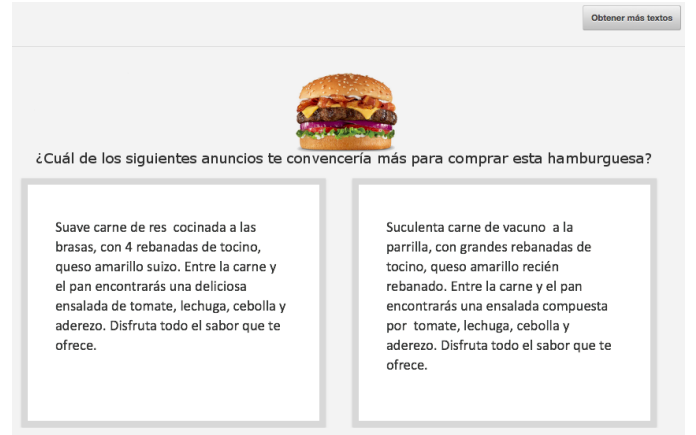 Obtener más textos
¿Cuál de los siguientes anuncios te convencería más para comprar esta hamburguesa?
Suave carne de res cocinada a las
brasas, con 4 rebanadas de tocino,
queso amarillo suizo. Entre la carne y
el pan encontrarás una deliciosa
ensalada de tomate, lechuga, cebolla y
aderezo. Disfruta todo el sabor que te
ofrece.
Suculenta carne de vacuno a la
parrilla, con grandes rebanadas de
tocino, queso amarillo recién
rebanado. Entre la carne y el pan
encontrarás una ensalada compuesta
por tomate, lechuga, cebolla y
aderezo. Disfruta todo el sabor que te
ofrece.